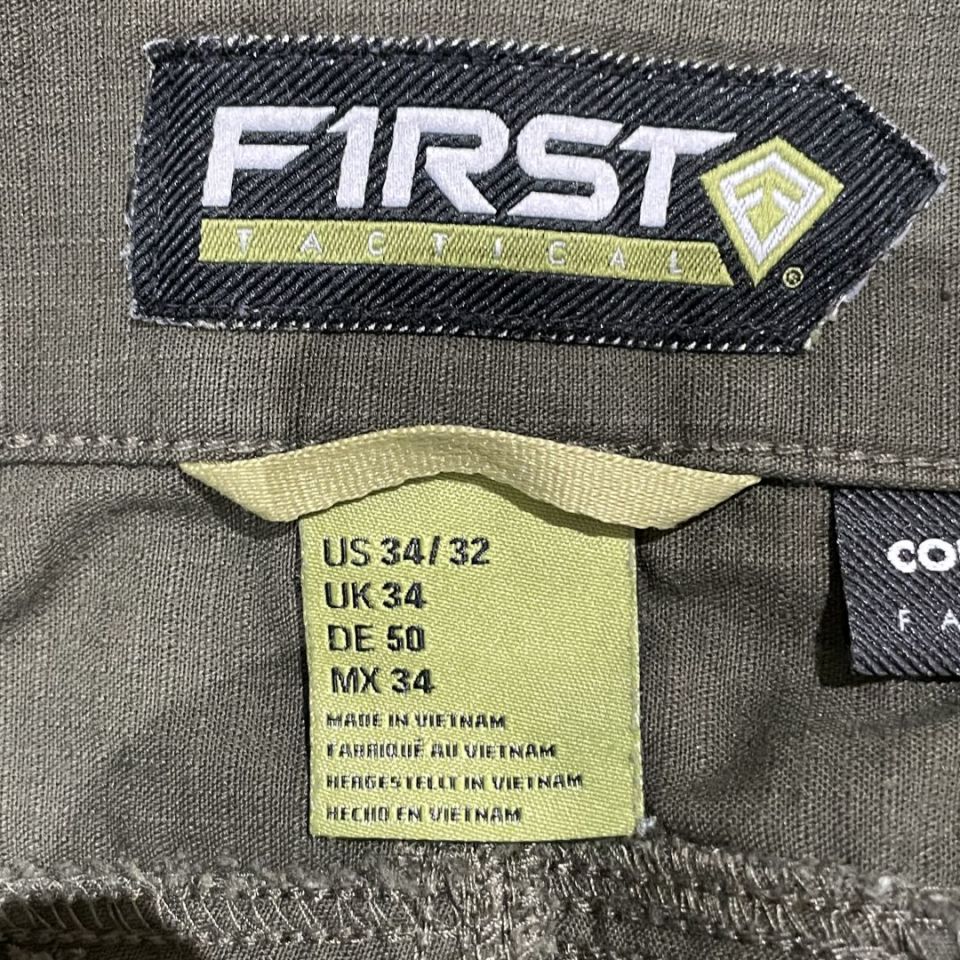 F1RST
TACTICAL
®
US 34/32
UK 34
DE 50
MX 34
MADE IN VIETNAM
FABRIQUÉ AU VIETNAM
HERGESTELLT IN VIETNAM
HECHO EN VIETNAM